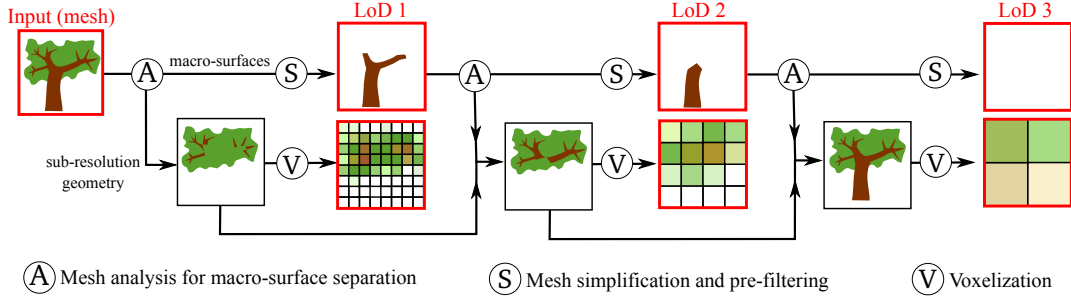 Input (mesh)
LoD 1
LoD 2
LoD 3
A
macro-surfaces
S
A
S
A
S
sub-resolution
geometry
V
V
V
A Mesh analysis for macro-surface separation
S Mesh simplification and pre-filtering
V Voxelization